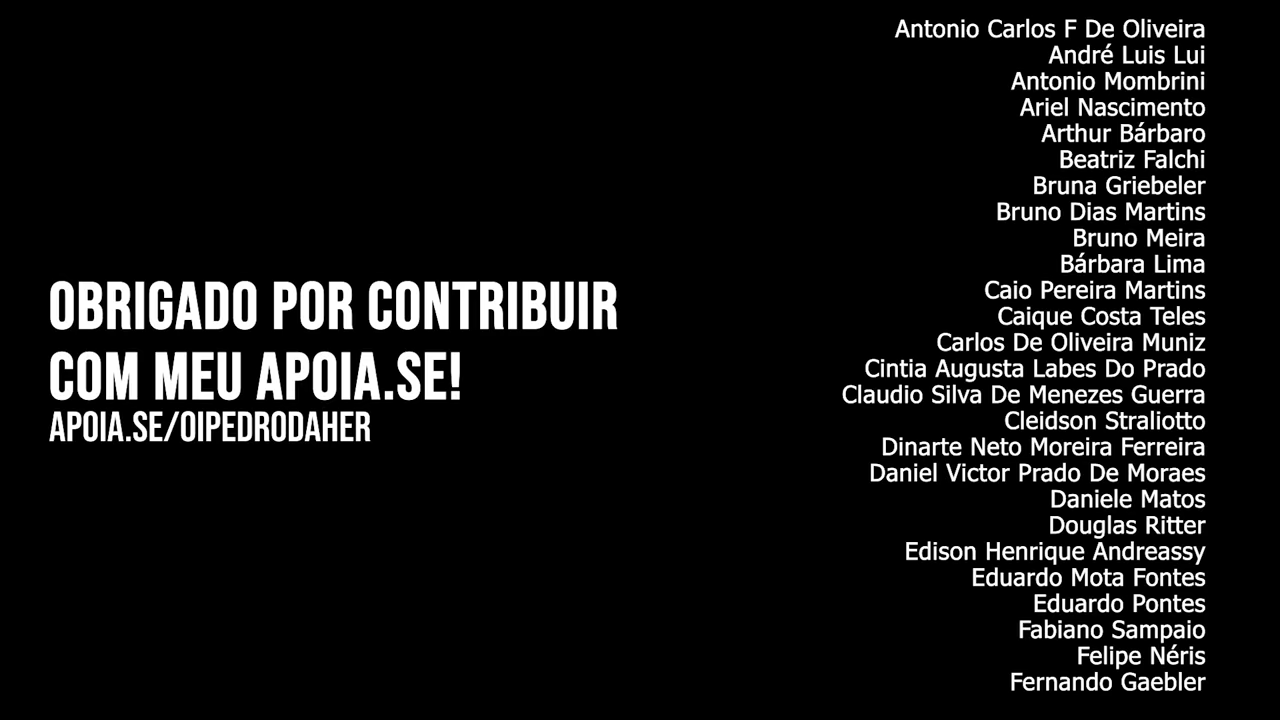 OBRIGADO POR CONTRIBUIR
COM MEU APOIA.SE!
APOIA.SE/OIPEDRODAHER
Antonio Carlos F De Oliveira
André Luis Lui
Antonio Mombrini
Ariel Nascimento
Arthur Bárbaro
Beatriz Falchi
Bruna Griebeler
Bruno Dias Martins
Bruno Meira
Bárbara Lima
Caio Pereira Martins
Caique Costa Teles
Carlos De Oliveira Muniz
Cintia Augusta Labes Do Prado
Claudio Silva De Menezes Guerra
Cleidson Straliotto
Dinarte Neto Moreira Ferreira
Daniel Victor Prado De Moraes
Daniele Matos
Douglas Ritter
Edison Henrique Andreassy
Eduardo Mota Fontes
Eduardo Pontes
Fabiano Sampaio
Felipe Néris
Fernando Gaebler